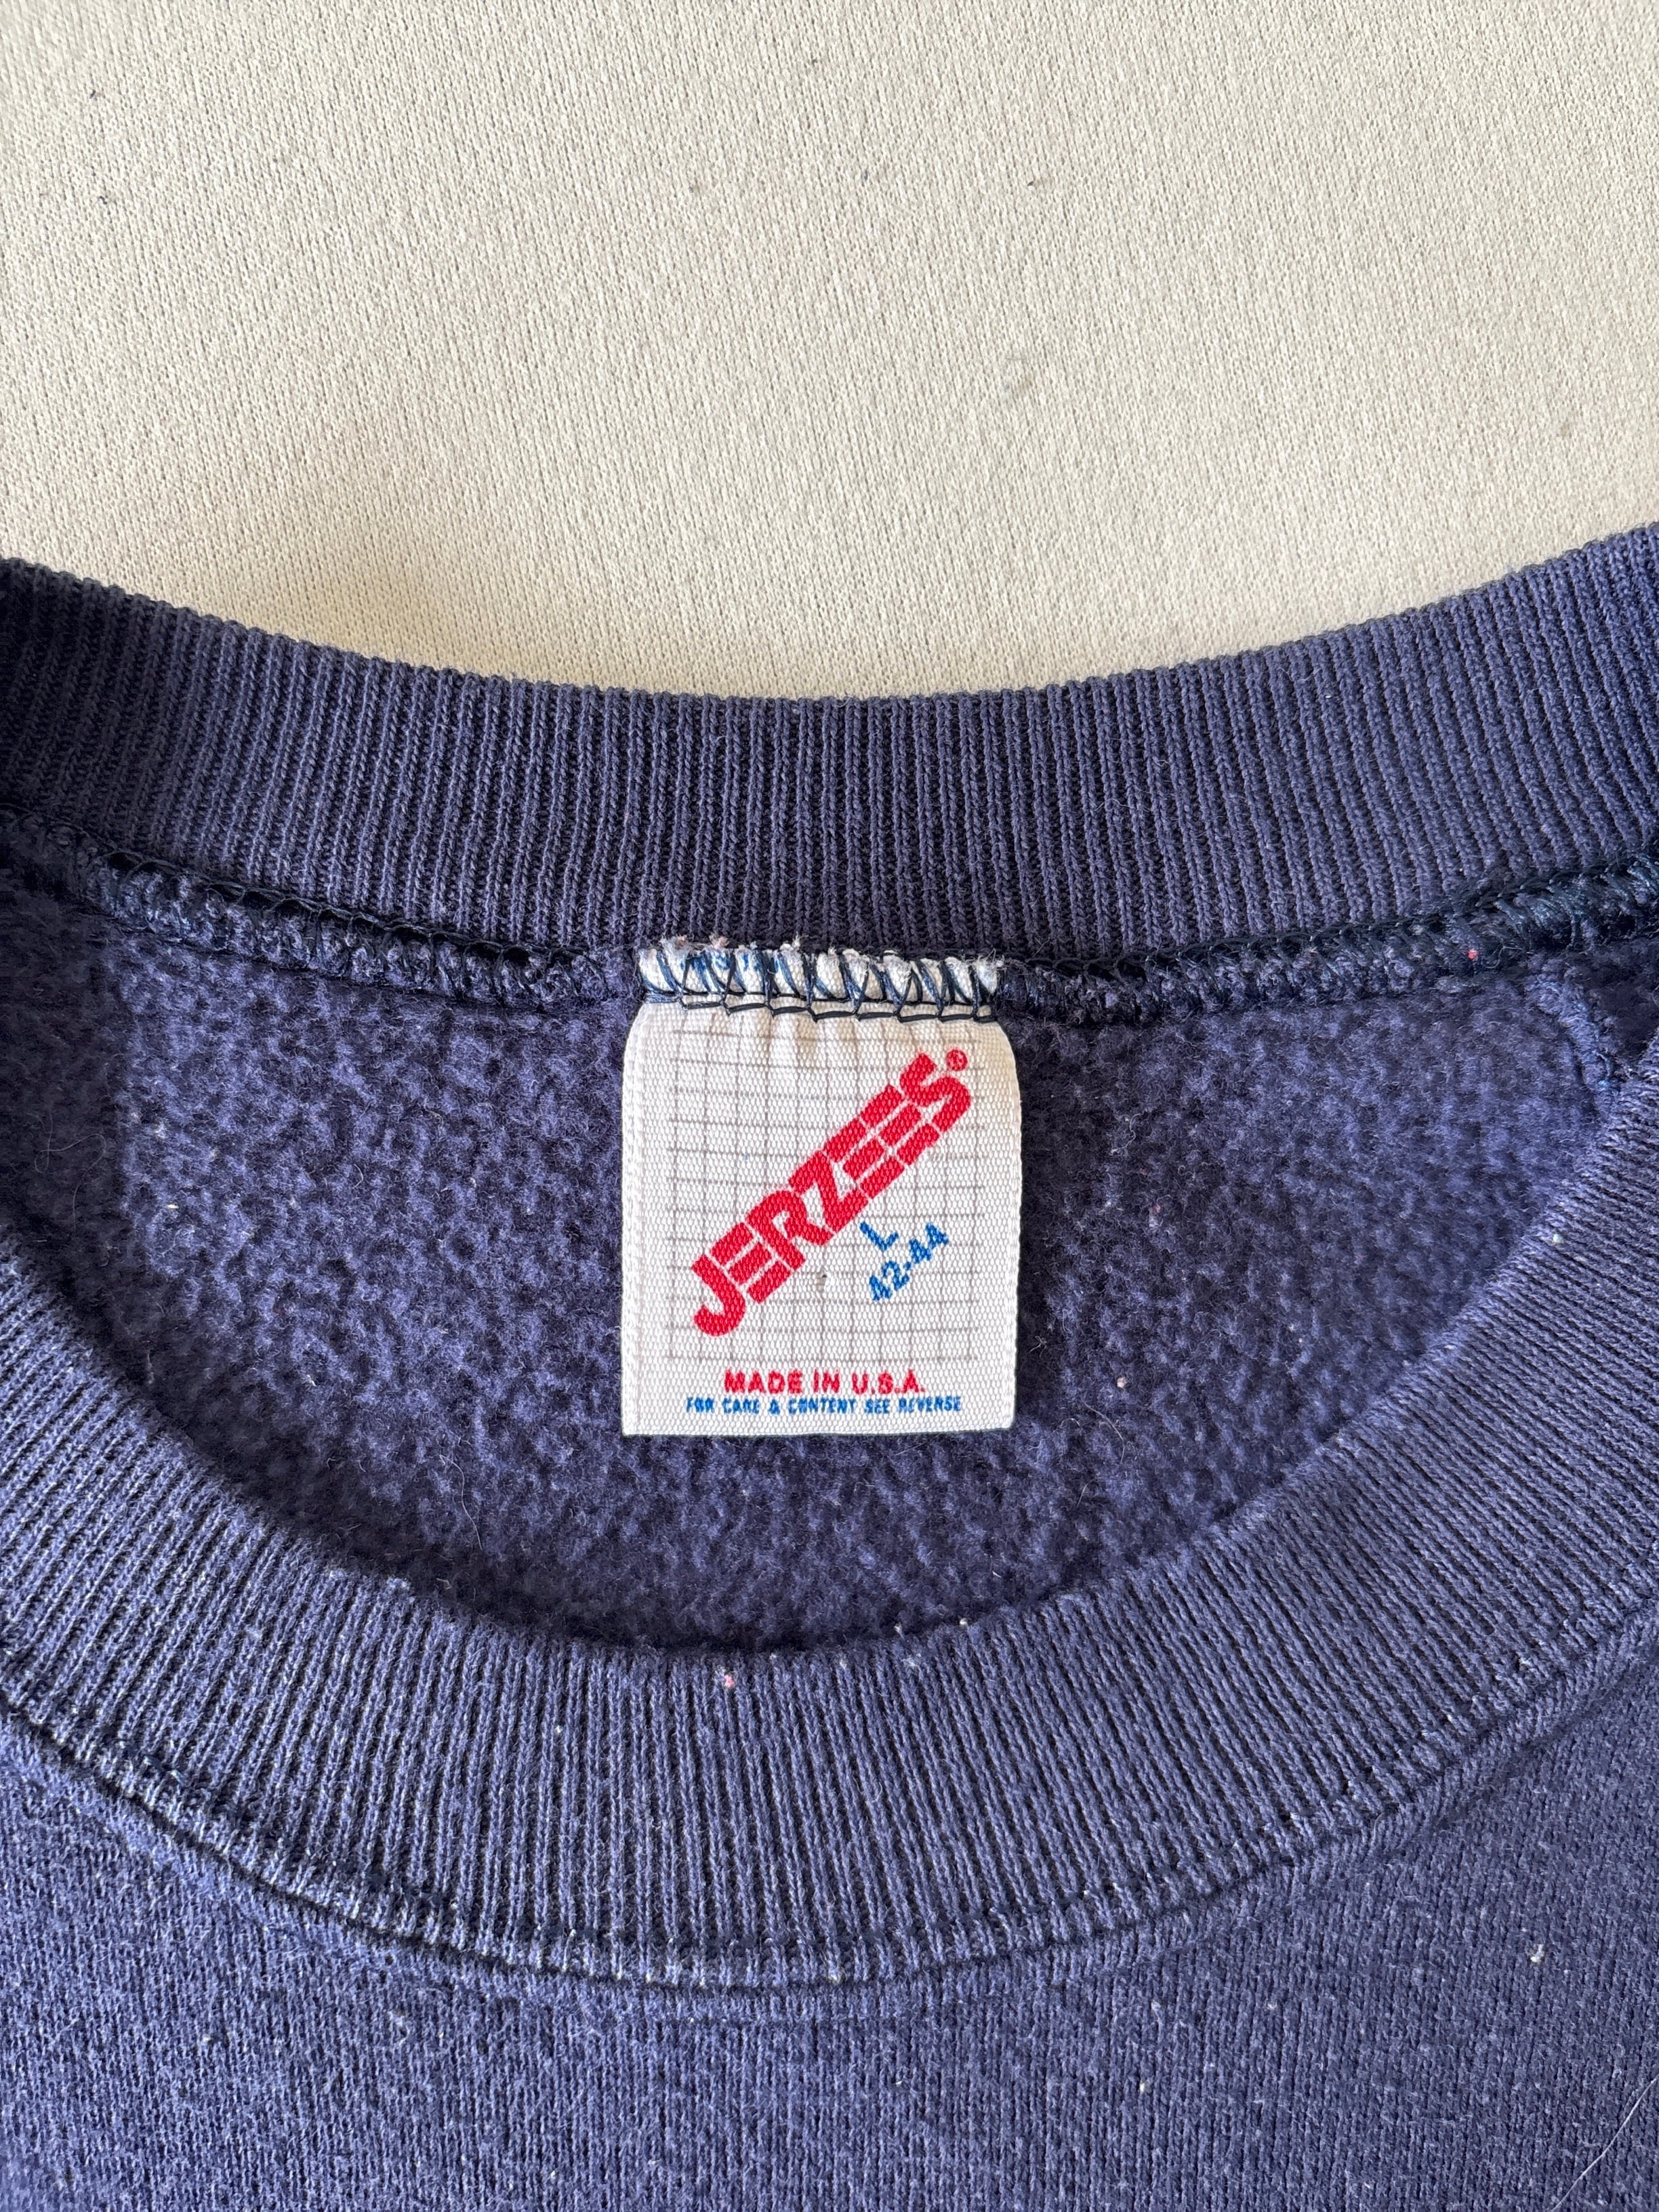 JERZEES®
L
42-44
MADE IN U.S.A.
FOR CARE & CONTENT SEE REVERSE